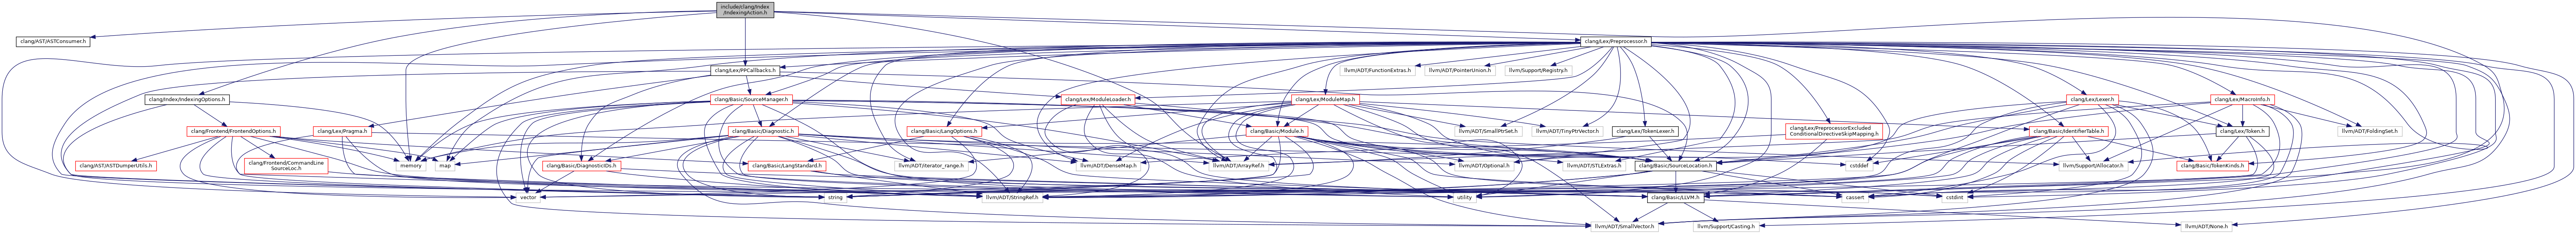 include/clang/Index
/IndexingAction.h
clang/AST/ASTConsumer.h
clang/Lex/Preprocessor.h
clang/Lex/PPCallbacks.h
llvm/ADT/FunctionExtras.h
llvm/ADT/PointerUnion.h
llvm/Support/Registry.h
clang/Index/IndexingOptions.h
clang/Basic/SourceManager.h
clang/Lex/ModuleLoader.h
clang/Lex/ModuleMap.h
clang/Lex/Lexer.h
clang/Lex/MacroInfo.h
clang/Frontend/FrontendOptions.h
clang/Lex/Pragma.h
clang/Basic/Diagnostic.h
clang/Basic/LangOptions.h
clang/Basic/Module.h
llvm/ADT/SmallPtrSet.h
llvm/ADT/TinyPtrVector.h
clang/Lex/TokenLexer.h
clang/Lex/PreprocessorExcluded
ConditionalDirectiveSkipMapping.h
clang/Basic/IdentifierTable.h
clang/Lex/Token.h
llvm/ADT/FoldingSet.h
clang/AST/ASTDumperUtils.h
clang/Frontend/CommandLine
SourceLoc.h
memory
map
clang/Basic/DiagnosticIDs.h
clang/Basic/LangStandard.h
llvm/ADT/iterator_range.h
llvm/ADT/DenseMap.h
llvm/ADT/ArrayRef.h
llvm/ADT/Optional.h
llvm/ADT/STLExtras.h
clang/Basic/SourceLocation.h
cstddef
llvm/Support/Allocator.h
clang/Basic/TokenKinds.h
vector
string
llvm/ADT/StringRef.h
utility
clang/Basic/LLVM.h
cassert
cstdint
llvm/ADT/SmallVector.h
llvm/Support/Casting.h
llvm/ADT/None.h